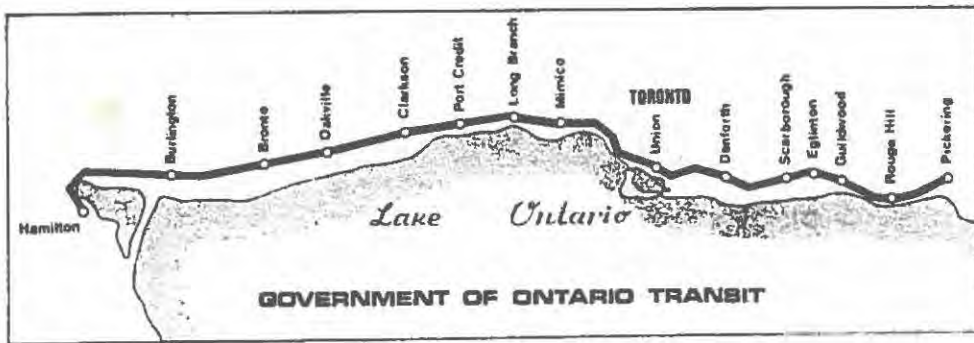 Hamilton
Burlington
Bronte
Oakville
Clarkson
Port Credit
Long Branch
Mimico
TORONTO
Union
Danforth
Scarborough
Eglinton
Guildwood
Rouge Hill
Pickering
Lake Ontario
GOVERNMENT OF ONTARIO TRANSIT